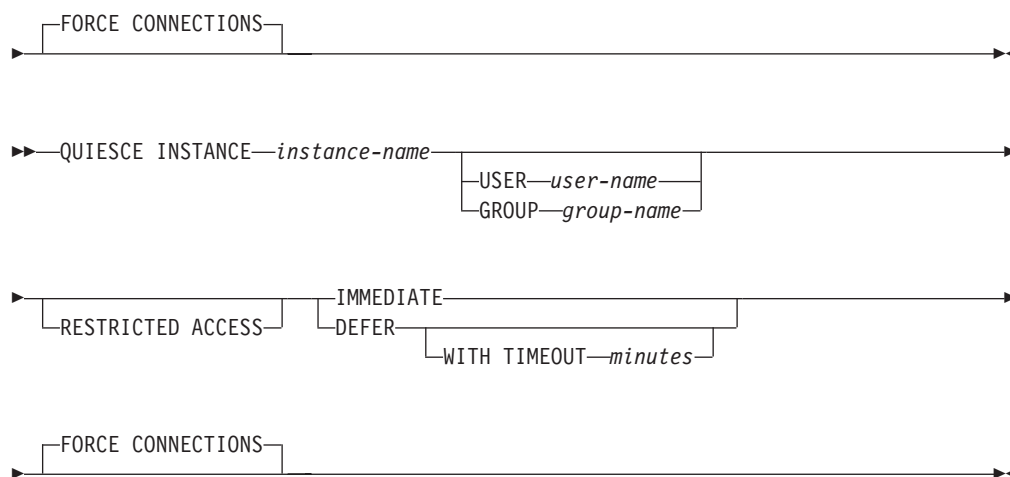 FORCE CONNECTIONS
QUIESCE INSTANCE instance-name
USER user-name
GROUP group-name
RESTRICTED ACCESS IMMEDIATE
DEFER
WITH TIMEOUT minutes
FORCE CONNECTIONS